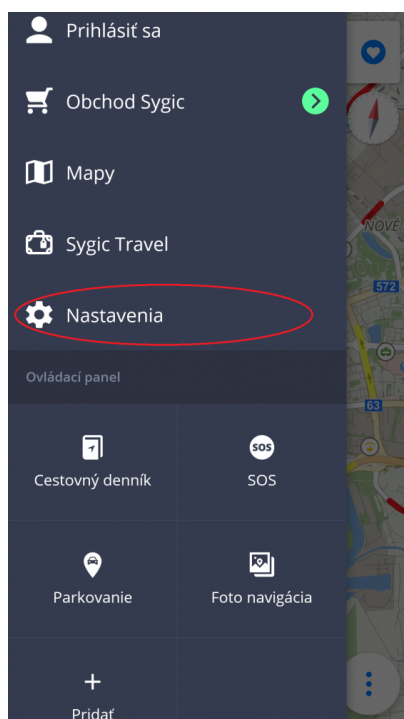 Prihlásiť sa
Obchod Sygic
Mapy
Sygic Travel
NOVÉ
572
Nastavenia
Ovládací panel
63
SOS
Cestovný denník
SOS
Parkovanie
Foto navigácia
Pridať